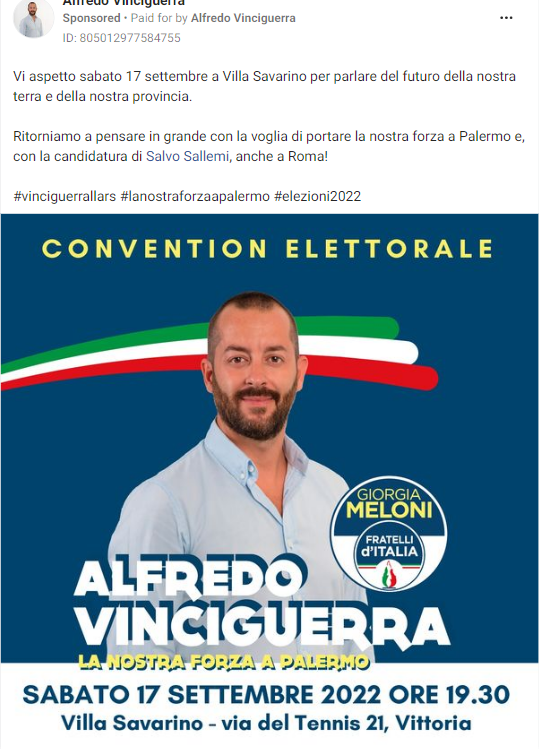 Alfredo Vinciguerra
Sponsored • Paid for by Alfredo Vinciguerra
ID: 805012977584755
Vi aspetto sabato 17 settembre a Villa Savarino per parlare del futuro della nostra
terra e della nostra provincia.
Ritorniamo a pensare in grande con la voglia di portare la nostra forza a Palermo e,
con la candidatura di Salvo Sallemi, anche a Roma!
#vinciguerrallars #lanostraforzaapalermo #elezioni2022
CONVENTION ELETTORALE
GIORGIA
MELONI
FRATELLI
d'ITALIA
ALFREDO
VINCIGUERRA
LA NOSTRA FORZA A PALERMO
SABATO 17 SETTEMBRE 2022 ORE 19.30
Villa Savarino - via del Tennis 21, Vittoria